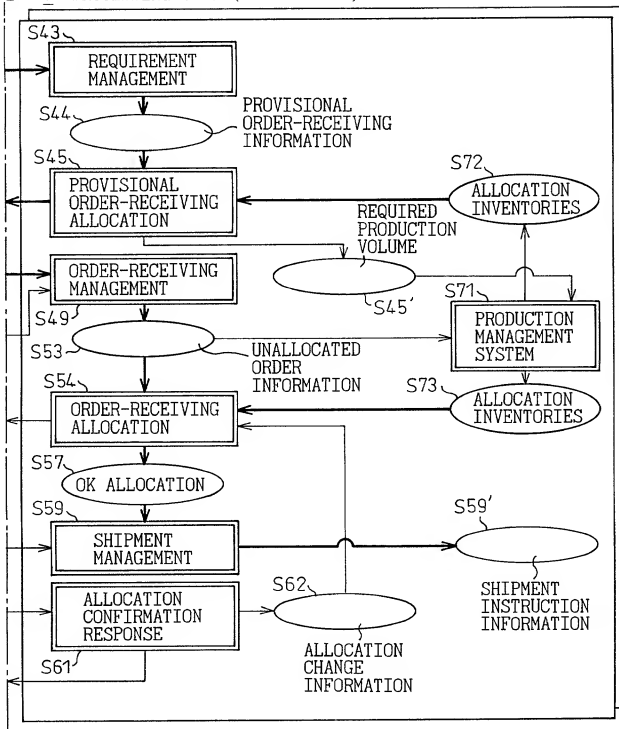 S43
REQUIREMENT
MANAGEMENT
S44
PROVISIONAL
ORDER-RECEIVING
INFORMATION
S45
PROVISIONAL
ORDER-RECEIVING
ALLOCATION
S72
ALLOCATION
INVENTORIES
REQUIRED
PRODUCTION
VOLUME
S45'
ORDER-RECEIVING
MANAGEMENT
S49
S71
PRODUCTION
MANAGEMENT
SYSTEM
S53
UNALLOCATED
ORDER
INFORMATION
S54
ORDER-RECEIVING
ALLOCATION
S73
ALLOCATION
INVENTORIES
S57
OK ALLOCATION
S59
SHIPMENT
MANAGEMENT
S59'
SHIPMENT
INSTRUCTION
INFORMATION
ALLOCATION
CONFIRMATION
RESPONSE
S61
S62
ALLOCATION
CHANGE
INFORMATION